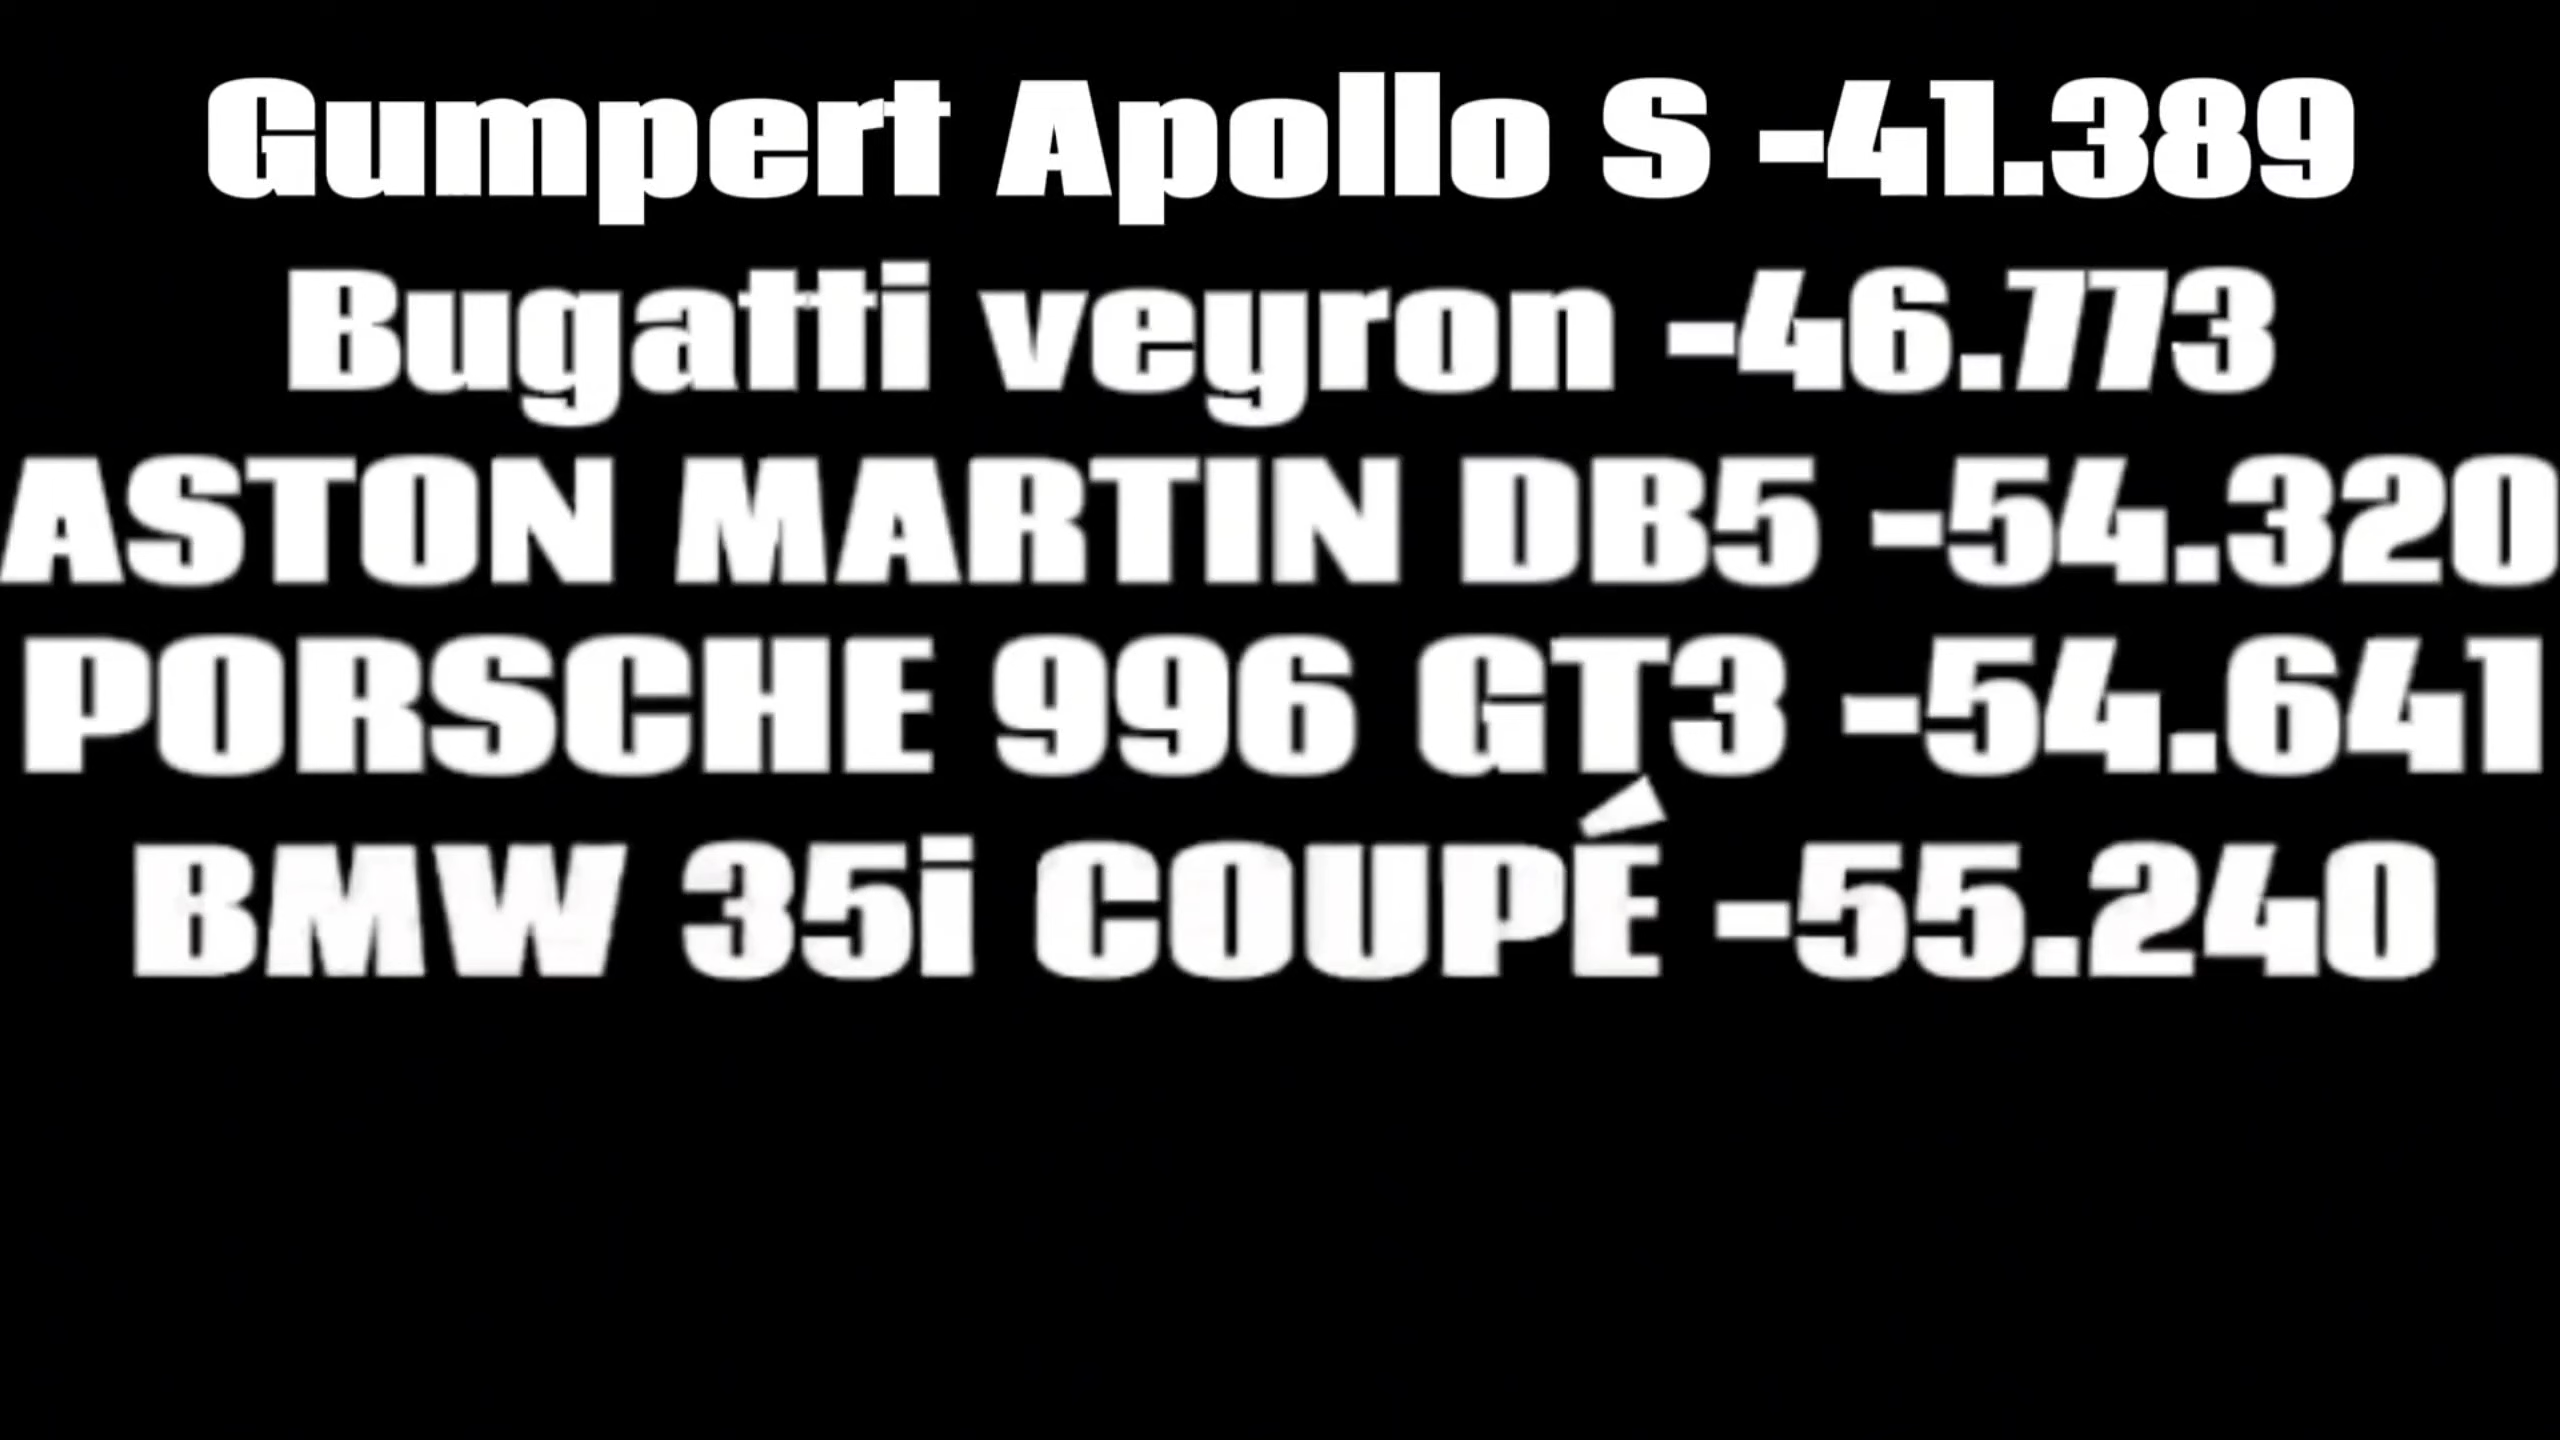 Gumpert Apollo S -41.389
Bugatti veyron -46.773
ASTON MARTIN DB5 -54.320
PORSCHE 996 GT3 -54.641
BMW 35i COUPÉ -55.240